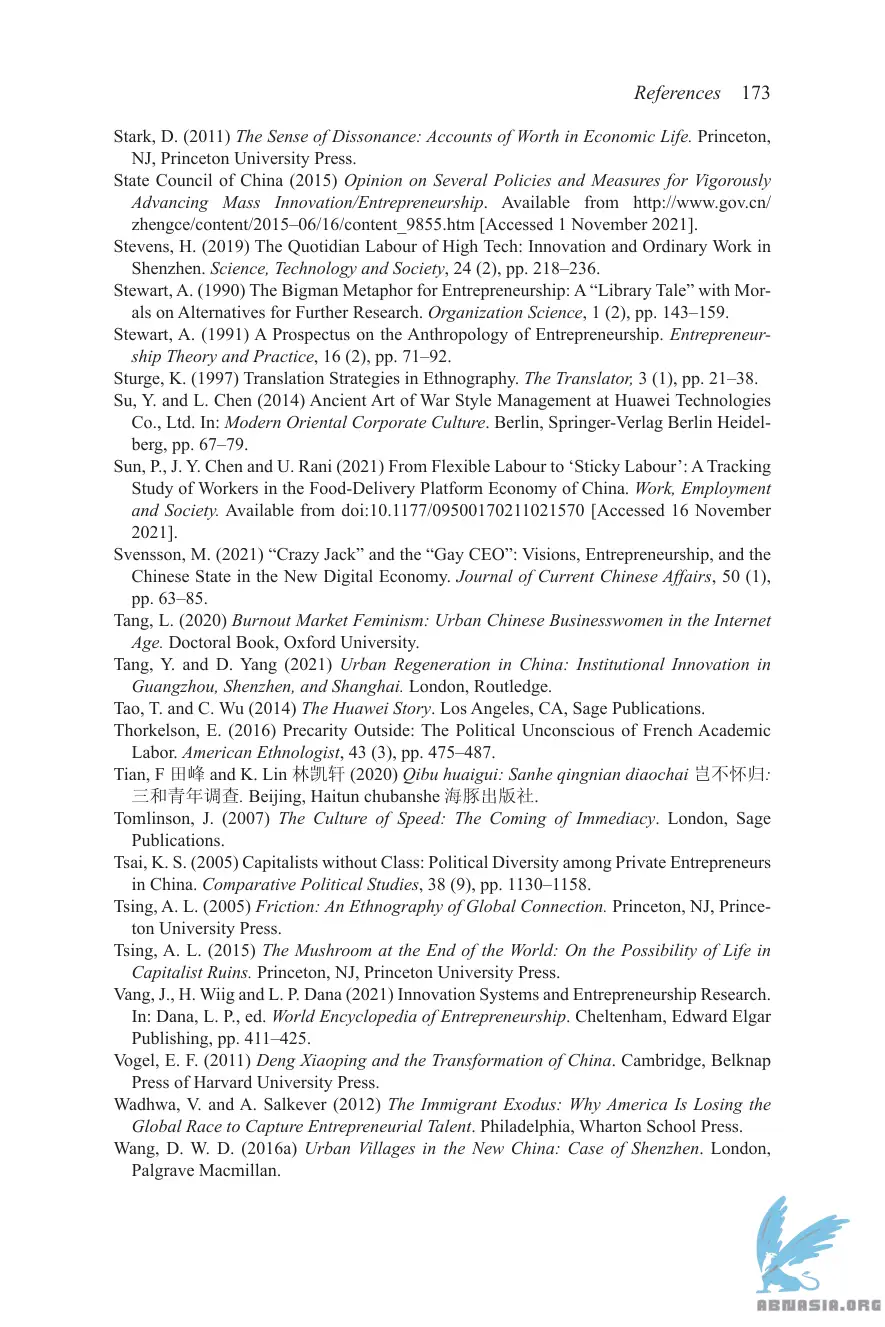 References 173
Stark, D. (2011) The Sense of Dissonance: Accounts of Worth in Economic Life. Princeton,
NJ, Princeton University Press.
State Council of China (2015) Opinion on Several Policies and Measures for Vigorously
Advancing Mass Innovation/Entrepreneurship. Available from http://www.gov.cn/
zhengce/content/2015–06/16/content_9855.htm [Accessed 1 November 2021].
Stevens, H. (2019) The Quotidian Labour of High Tech: Innovation and Ordinary Work in
Shenzhen. Science, Technology and Society, 24 (2), pp. 218–236.
Stewart, A. (1990) The Bigman Metaphor for Entrepreneurship: A “Library Tale” with Mor-
als on Alternatives for Further Research. Organization Science, 1 (2), pp. 143–159.
Stewart, A. (1991) A Prospectus on the Anthropology of Entrepreneurship. Entrepreneur-
ship Theory and Practice, 16 (2), pp. 71–92.
Sturge, K. (1997) Translation Strategies in Ethnography. The Translator, 3 (1), pp. 21–38.
Su, Y. and L. Chen (2014) Ancient Art of War Style Management at Huawei Technologies
Co., Ltd. In: Modern Oriental Corporate Culture. Berlin, Springer-Verlag Berlin Heidel-
berg, pp. 67–79.
Sun, P., J. Y. Chen and U. Rani (2021) From Flexible Labour to ‘Sticky Labour’: A Tracking
Study of Workers in the Food-Delivery Platform Economy of China. Work, Employment
and Society. Available from doi:10.1177/09500170211021570 [Accessed 16 November
2021].
Svensson, M. (2021) “Crazy Jack” and the “Gay CEO”: Visions, Entrepreneurship, and the
Chinese State in the New Digital Economy. Journal of Current Chinese Affairs, 50 (1),
pp. 63–85.
Tang, L. (2020) Burnout Market Feminism: Urban Chinese Businesswomen in the Internet
Age. Doctoral Book, Oxford University.
Tang, Y. and D. Yang (2021) Urban Regeneration in China: Institutional Innovation in
Guangzhou, Shenzhen, and Shanghai. London, Routledge.
Tao, T. and C. Wu (2014) The Huawei Story. Los Angeles, CA, Sage Publications.
Thorkelson, E. (2016) Precarity Outside: The Political Unconscious of French Academic
Labor. American Ethnologist, 43 (3), pp. 475–487.
Tian, F 田峰 and K. Lin 林凯轩 (2020) Qibu huaigui: Sanhe qingnian diaochai 岂不怀归:
三和青年调查. Beijing, Haitun chubanshe 海豚出版社.
Tomlinson, J. (2007) The Culture of Speed: The Coming of Immediacy. London, Sage
Publications.
Tsai, K. S. (2005) Capitalists without Class: Political Diversity among Private Entrepreneurs
in China. Comparative Political Studies, 38 (9), pp. 1130–1158.
Tsing, A. L. (2005) Friction: An Ethnography of Global Connection. Princeton, NJ, Prince-
ton University Press.
Tsing, A. L. (2015) The Mushroom at the End of the World: On the Possibility of Life in
Capitalist Ruins. Princeton, NJ, Princeton University Press.
Vang, J., H. Wiig and L. P. Dana (2021) Innovation Systems and Entrepreneurship Research.
In: Dana, L. P., ed. World Encyclopedia of Entrepreneurship. Cheltenham, Edward Elgar
Publishing, pp. 411–425.
Vogel, E. F. (2011) Deng Xiaoping and the Transformation of China. Cambridge, Belknap
Press of Harvard University Press.
Wadhwa, V. and A. Salkever (2012) The Immigrant Exodus: Why America Is Losing the
Global Race to Capture Entrepreneurial Talent. Philadelphia, Wharton School Press.
Wang, D. W. D. (2016a) Urban Villages in the New China: Case of Shenzhen. London,
Palgrave Macmillan.
ABNASIA.ORG